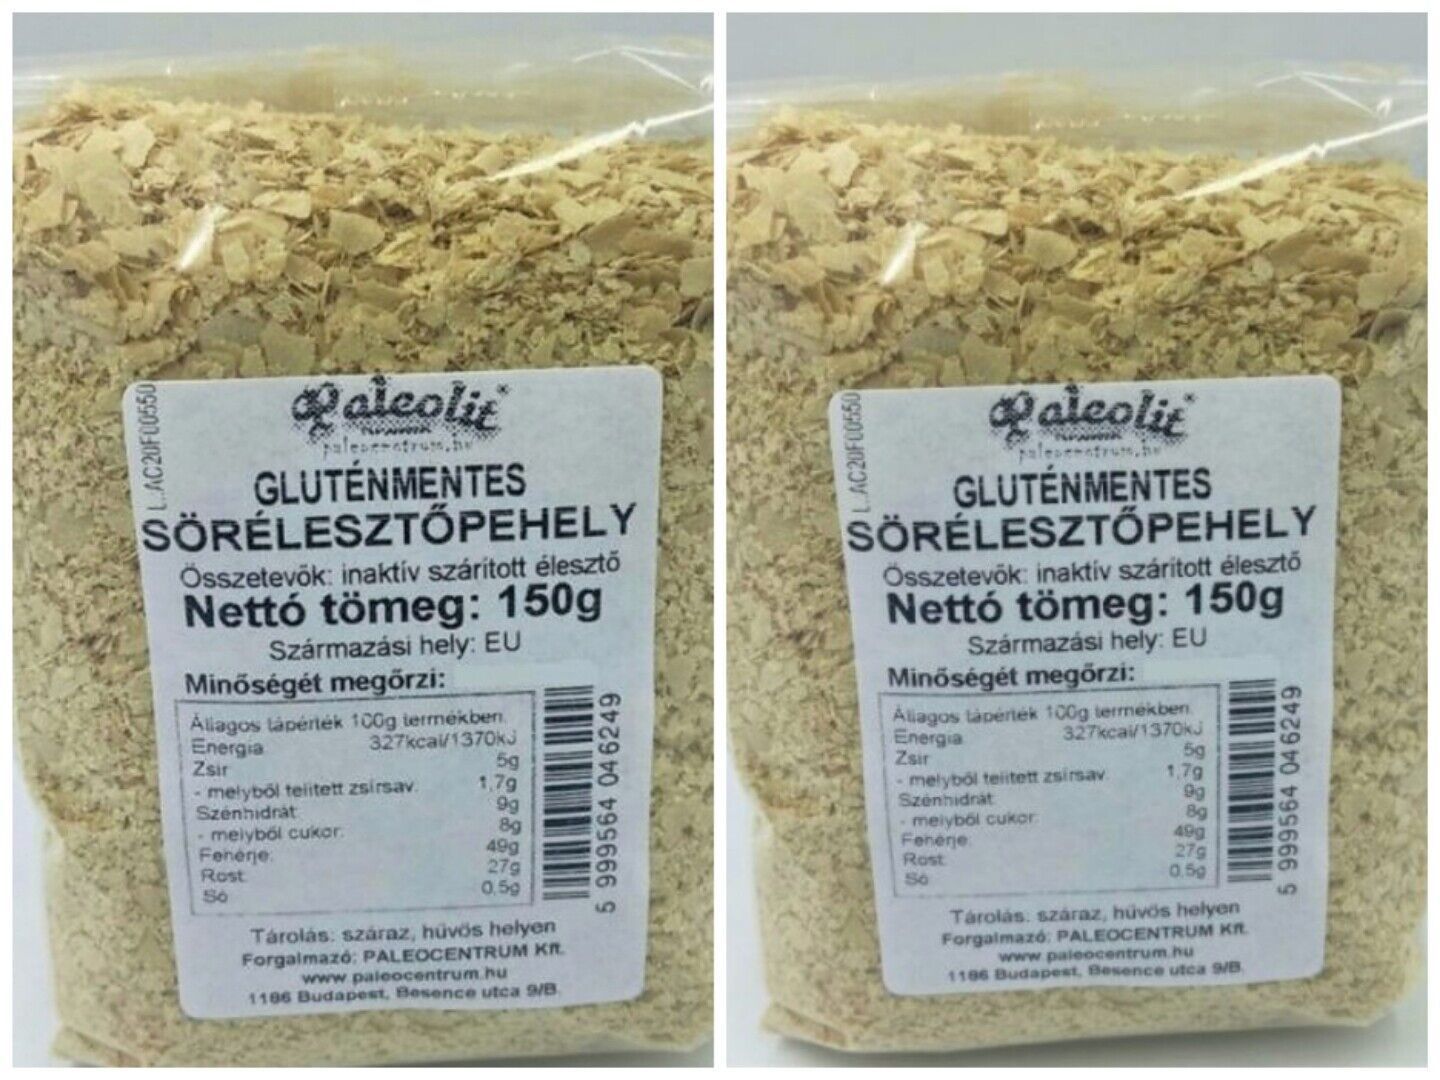 Paleolit
paleocentrum.hu
L.AC20F00550
GLUTÉNMENTES
SÖRÉLESZTŐPEHELY
Összetevők: inaktív szárított élesztő
Nettó tömeg: 150g
Származási hely: EU
Minőségét megőrzi:
Átlagos tápérték 100g termékben:
Energia 327kcal/1370kJ
Zsír 5g
- melyből telített zsírsav: 1,7g
Szénhidrát: 9g
- melyből cukor: 8g
Fehérje: 49g
Rost: 27g
Só 0,5g
5 999564 046249
Tárolás: száraz, hűvös helyen
Forgalmazó: PALEOCENTRUM Kft.
www.paleocentrum.hu
1186 Budapest, Besence utca 9/B.
Paleolit
paleocentrum.hu
L.AC20F00550
GLUTÉNMENTES
SÖRÉLESZTŐPEHELY
Összetevők: inaktív szárított élesztő
Nettó tömeg: 150g
Származási hely: EU
Minőségét megőrzi:
Átlagos tápérték 100g termékben:
Energia 327kcal/1370kJ
Zsír 5g
- melyből telített zsírsav: 1,7g
Szénhidrát: 9g
- melyből cukor: 8g
Fehérje: 49g
Rost: 27g
Só 0,5g
5 999564 046249
Tárolás: száraz, hűvös helyen
Forgalmazó: PALEOCENTRUM Kft.
www.paleocentrum.hu
1186 Budapest, Besence utca 9/B.